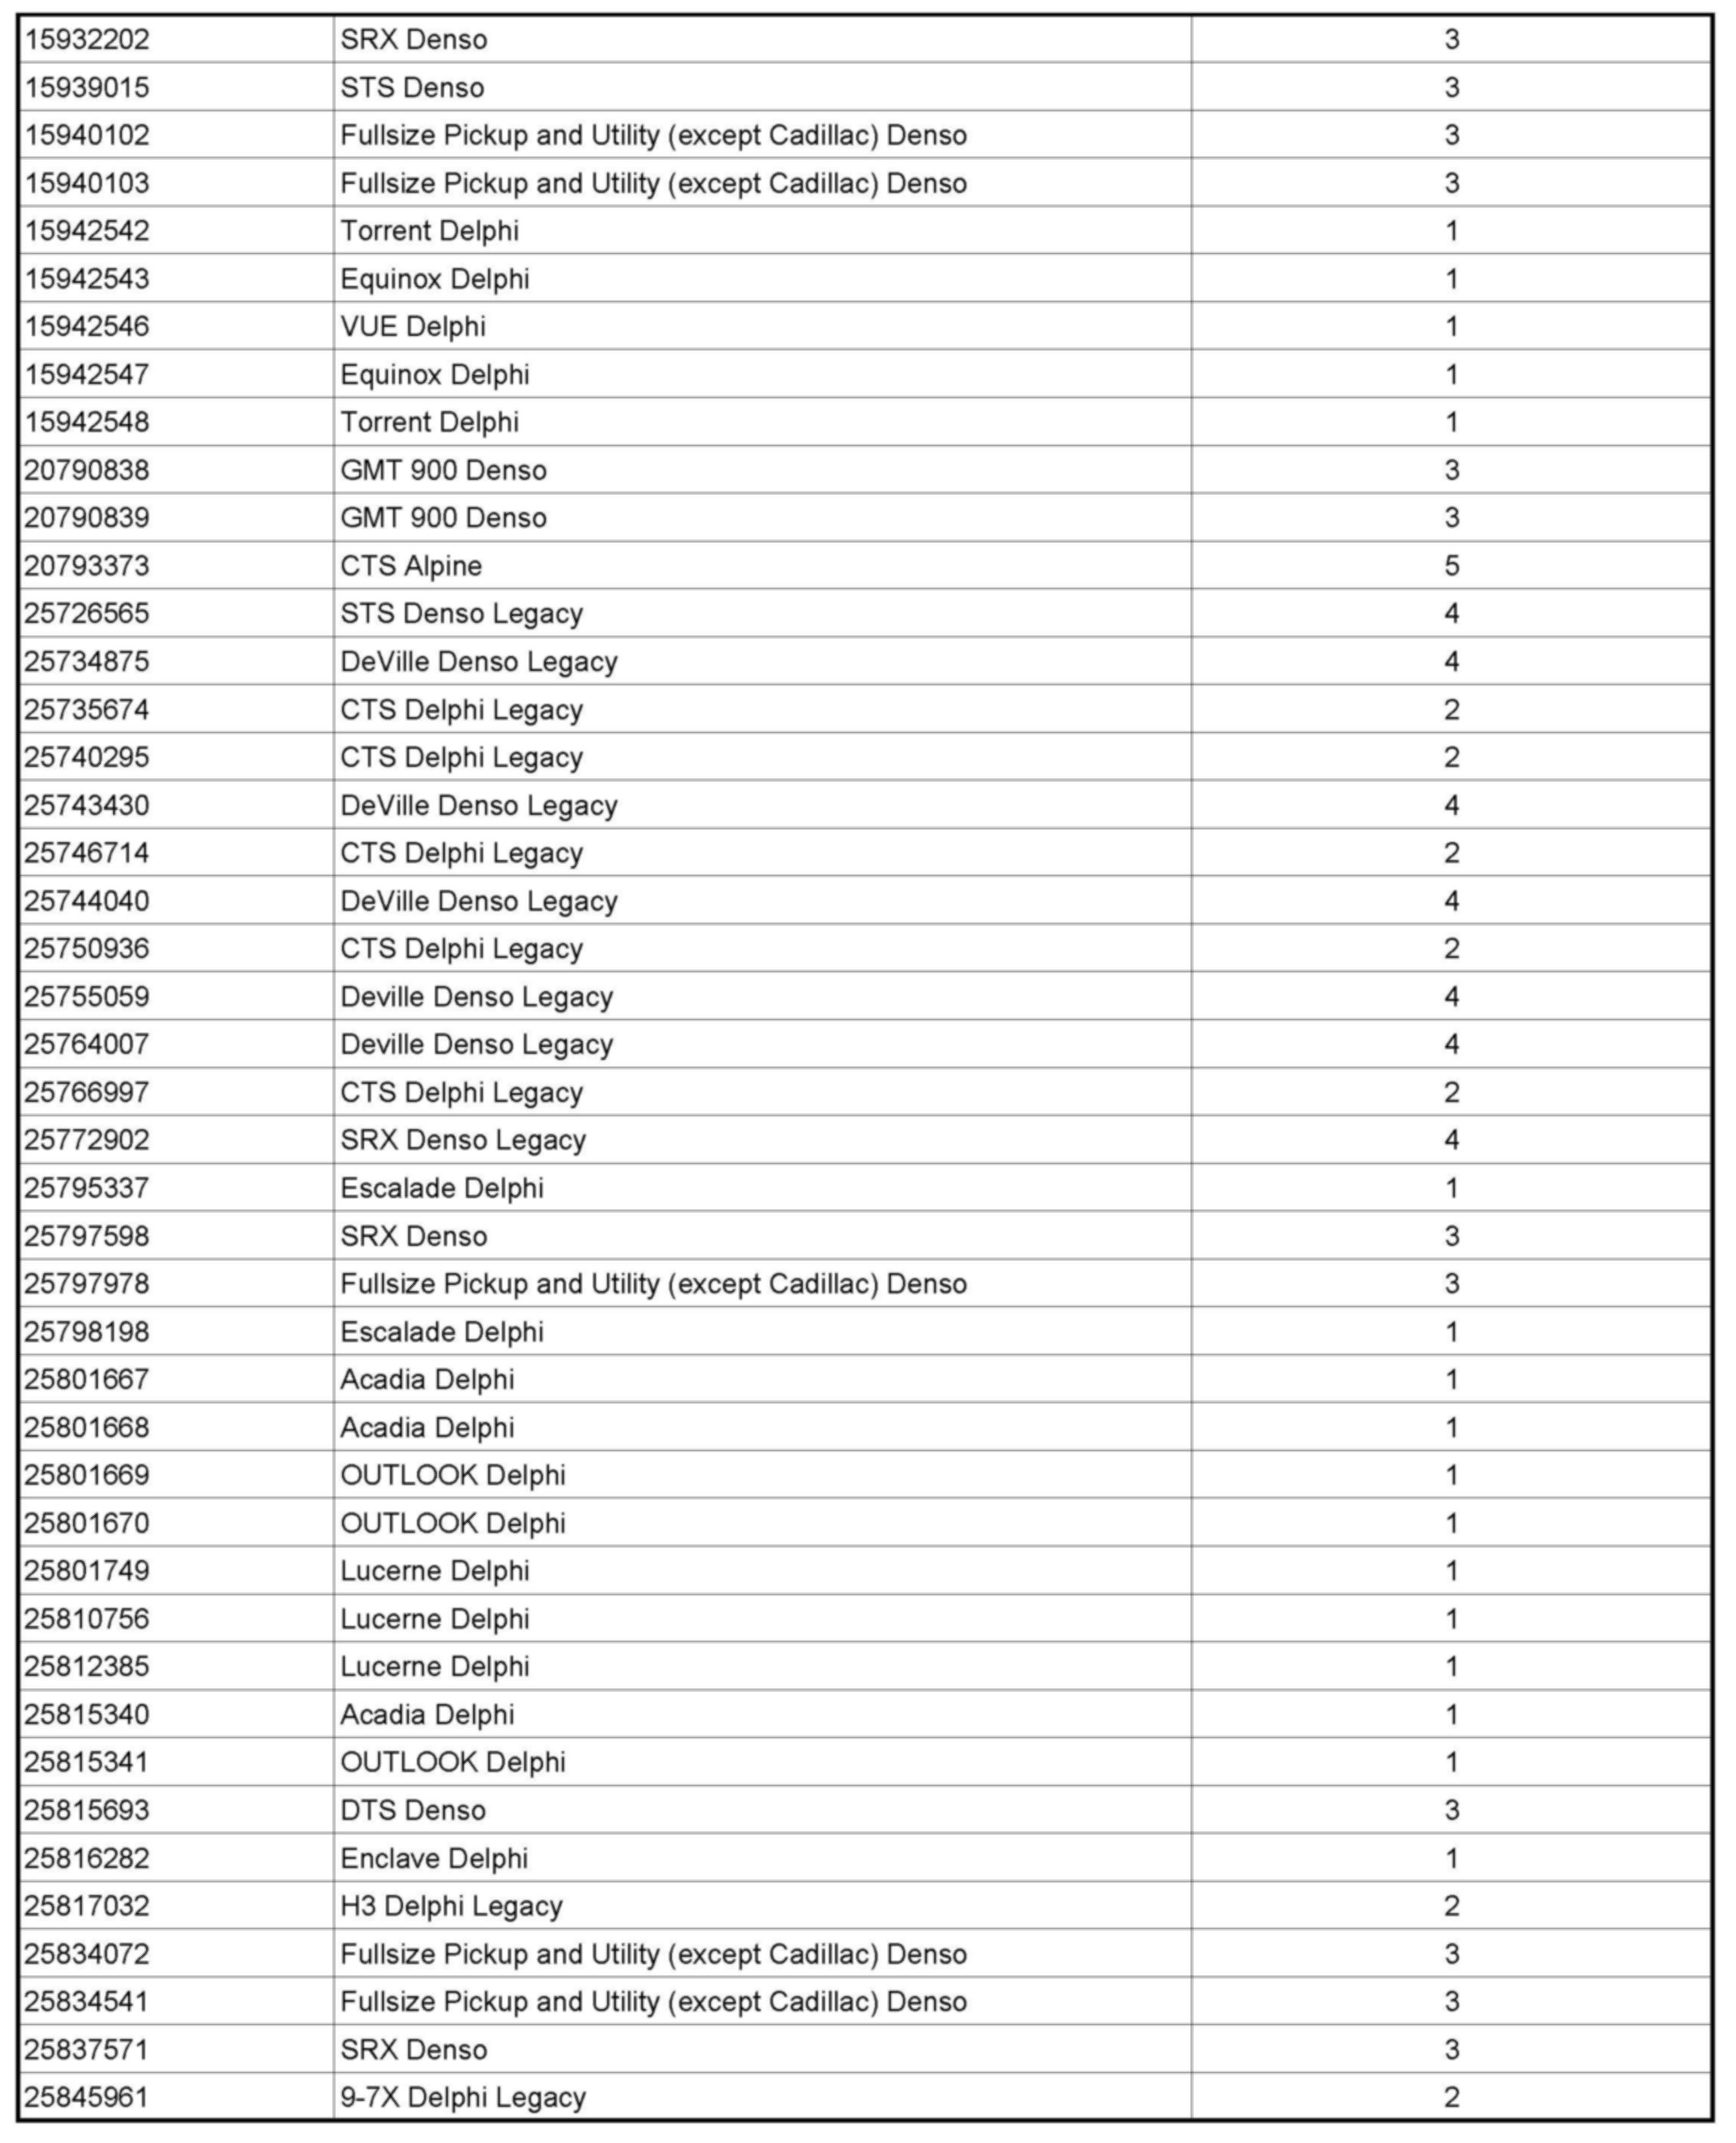 15932202 SRX Denso 3
15939015 STS Denso 3
15940102 Fullsize Pickup and Utility (except Cadillac) Denso 3
15940103 Fullsize Pickup and Utility (except Cadillac) Denso 3
15942542 Torrent Delphi 1
15942543 Equinox Delphi 1
15942546 VUE Delphi 1
15942547 Equinox Delphi 1
15942548 Torrent Delphi 1
20790838 GMT 900 Denso 3
20790839 GMT 900 Denso 3
20793373 CTS Alpine 5
25726565 STS Denso Legacy 4
25734875 DeVille Denso Legacy 4
25735674 CTS Delphi Legacy 2
25740295 CTS Delphi Legacy 2
25743430 DeVille Denso Legacy 4
25746714 CTS Delphi Legacy 2
25744040 DeVille Denso Legacy 4
25750936 CTS Delphi Legacy 2
25755059 Deville Denso Legacy 4
25764007 Deville Denso Legacy 4
25766997 CTS Delphi Legacy 2
25772902 SRX Denso Legacy 4
25795337 Escalade Delphi 1
25797598 SRX Denso 3
25797978 Fullsize Pickup and Utility (except Cadillac) Denso 3
25798198 Escalade Delphi 1
25801667 Acadia Delphi 1
25801668 Acadia Delphi 1
25801669 OUTLOOK Delphi 1
25801670 OUTLOOK Delphi 1
25801749 Lucerne Delphi 1
25810756 Lucerne Delphi 1
25812385 Lucerne Delphi 1
25815340 Acadia Delphi 1
25815341 OUTLOOK Delphi 1
25815693 DTS Denso 3
25816282 Enclave Delphi 1
25817032 H3 Delphi Legacy 2
25834072 Fullsize Pickup and Utility (except Cadillac) Denso 3
25834541 Fullsize Pickup and Utility (except Cadillac) Denso 3
25837571 SRX Denso 3
25845961 9-7X Delphi Legacy 2